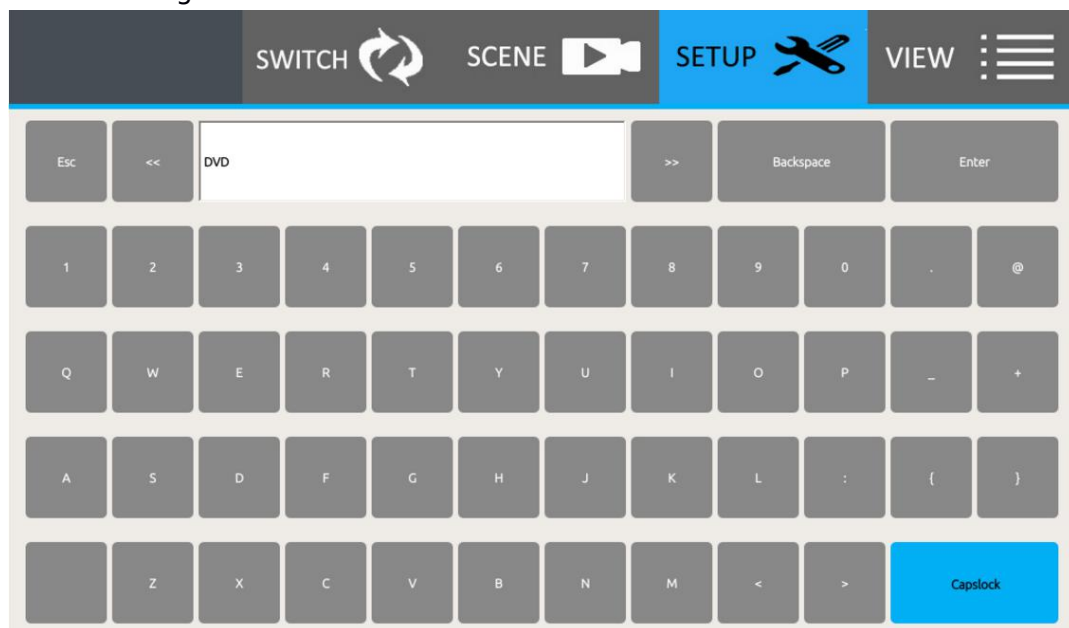 SWITCH SCENE SETUP VIEW
Esc << DVD >> Backspace Enter
1 2 3 4 5 6 7 8 9 0 . @
Q W E R T Y U I O P _ +
A S D F G H J K L : { }
Z X C V B N M < > Capslock